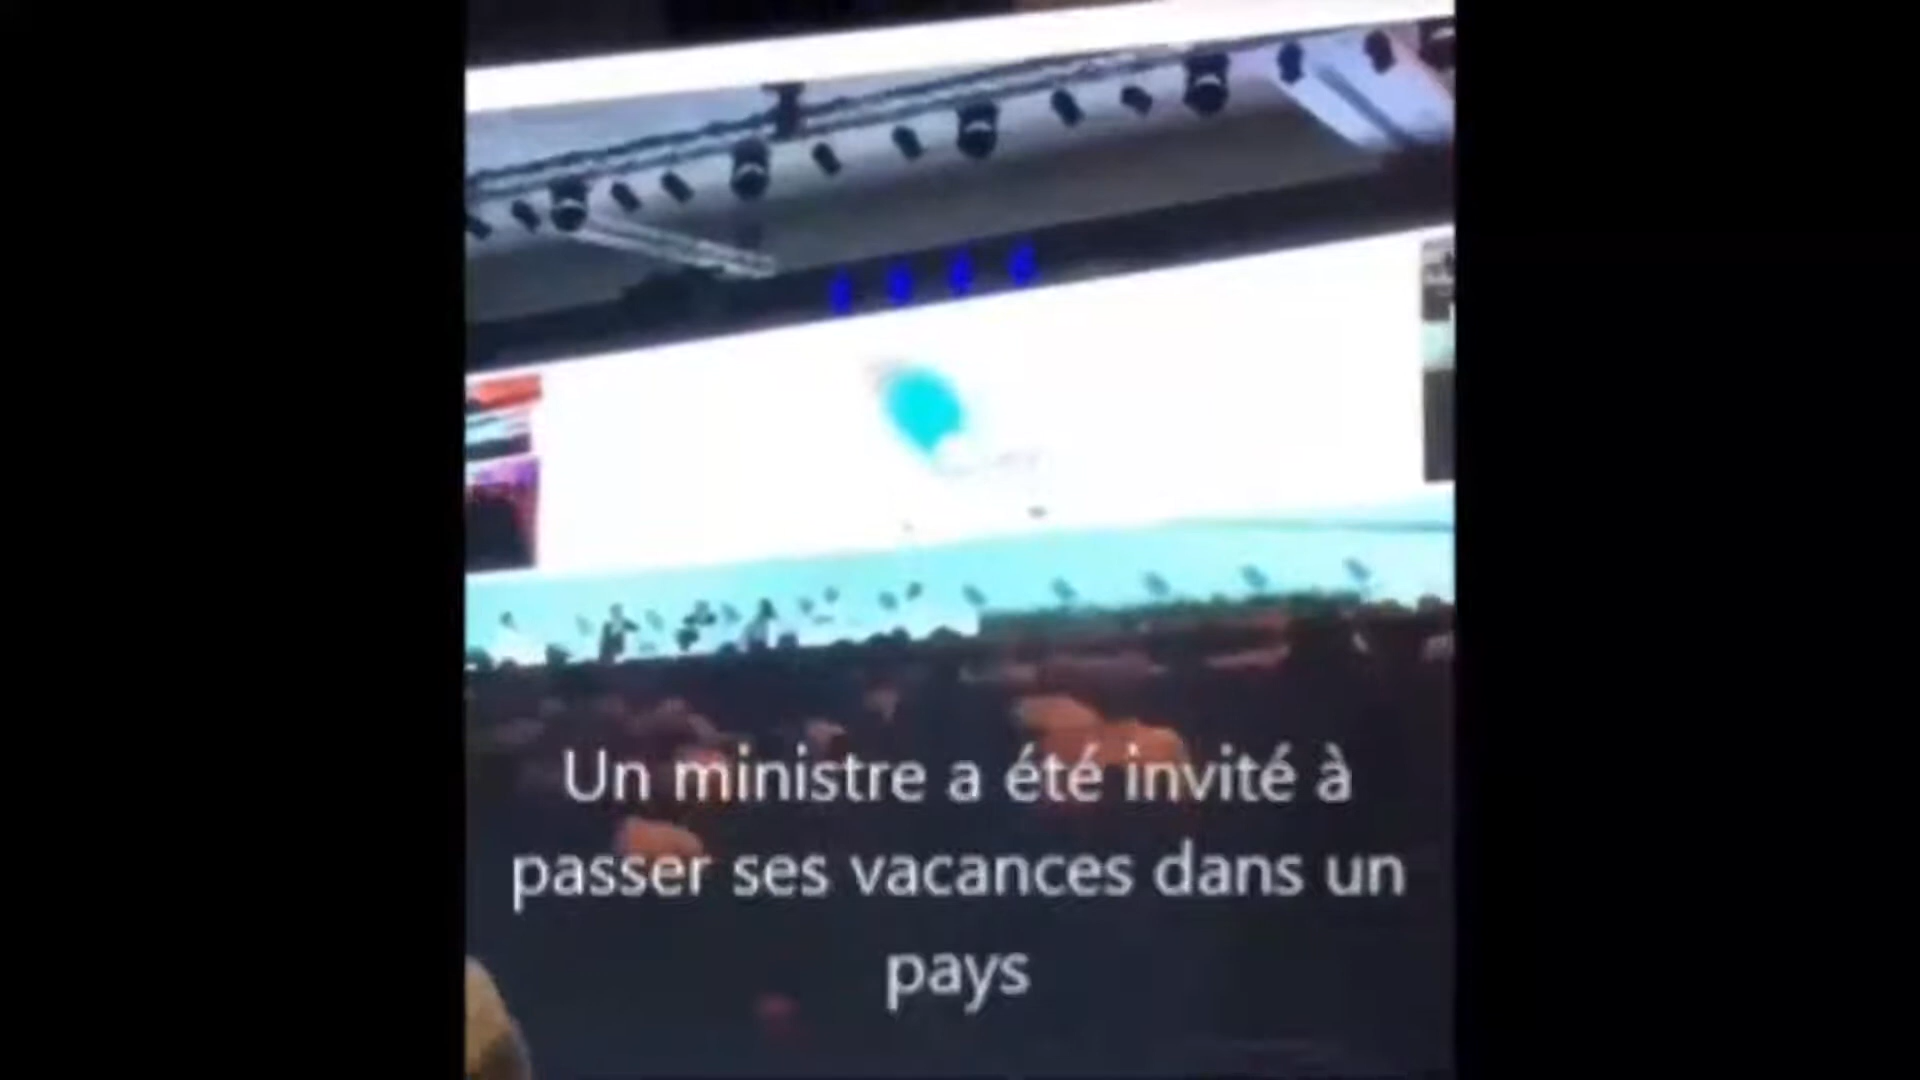 Un ministre a été invité à
passer ses vacances dans un
pays